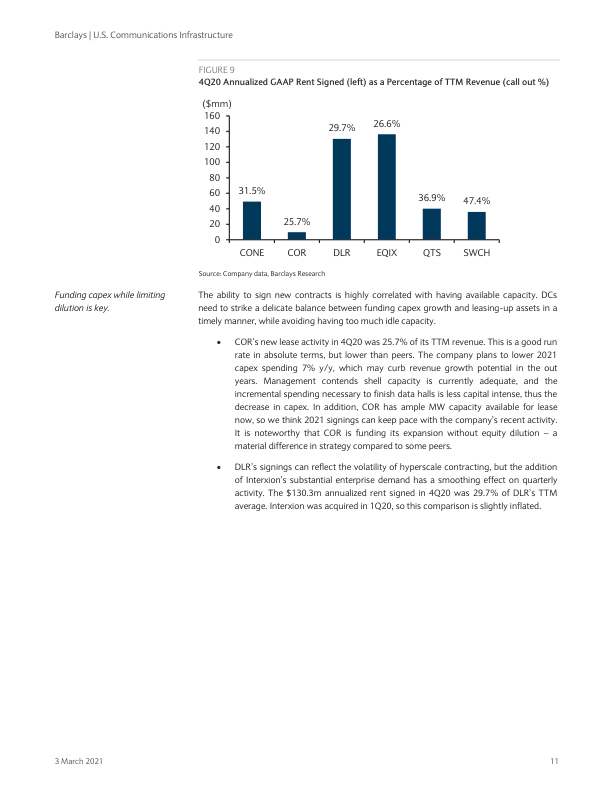 Barclays | U.S. Communications Infrastructure
FIGURE 9
4Q20 Annualized GAAP Rent Signed (left) as a Percentage of TTM Revenue (call out %)
($mm)
160
140
120
100
80
60
40
20
0
31.5%
25.7%
29.7%
26.6%
36.9%
47.4%
CONE
COR
DLR
EQIX
QTS
SWCH
Source: Company data, Barclays Research
Funding capex while limiting
dilution is key.
The ability to sign new contracts is highly correlated with having available capacity. DCs
need to strike a delicate balance between funding capex growth and leasing-up assets in a
timely manner, while avoiding having too much idle capacity.
• COR's new lease activity in 4Q20 was 25.7% of its TTM revenue. This is a good run
rate in absolute terms, but lower than peers. The company plans to lower 2021
capex spending 7% y/y, which may curb revenue growth potential in the out
years. Management contends shell capacity is currently adequate, and the
incremental spending necessary to finish data halls is less capital intense, thus the
decrease in capex. In addition, COR has ample MW capacity available for lease
now, so we think 2021 signings can keep pace with the company's recent activity.
It is noteworthy that COR is funding its expansion without equity dilution – a
material difference in strategy compared to some peers.
• DLR's signings can reflect the volatility of hyperscale contracting, but the addition
of Interxion's substantial enterprise demand has a smoothing effect on quarterly
activity. The $130.3m annualized rent signed in 4Q20 was 29.7% of DLR's TTM
average. Interxion was acquired in 1Q20, so this comparison is slightly inflated.
3 March 2021
11